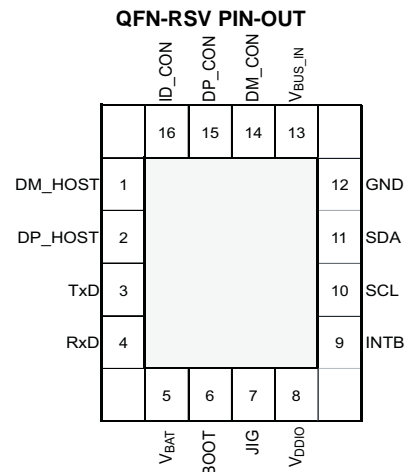 QFN-RSV PIN-OUT
ID_CON DP_CON DM_CON VBUS_IN
16 15 14 13
DM_HOST 1 12 GND
DP_HOST 2 11 SDA
TxD 3 10 SCL
RxD 4 9 INTB
5 6 7 8
VBAT BOOT JIG VDDIO